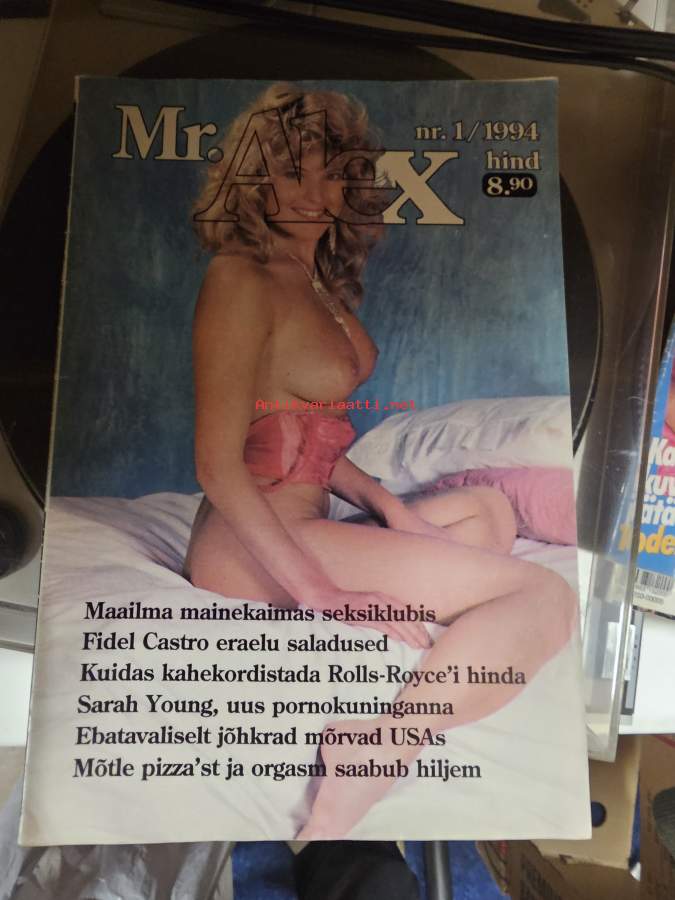 Mr. Alex
nr. 1/1994
hind
8.90
Antikvariaatti.net
Maailma mainekaimas seksiklubis
Fidel Castro eraelu saladused
Kuidas kahekordistada Rolls-Royce'i hinda
Sarah Young, uus pornokuninganna
Ebatavaliselt jõhkrad mõrvad USAs
Mõtle pizza'st ja orgasm saabub hiljem